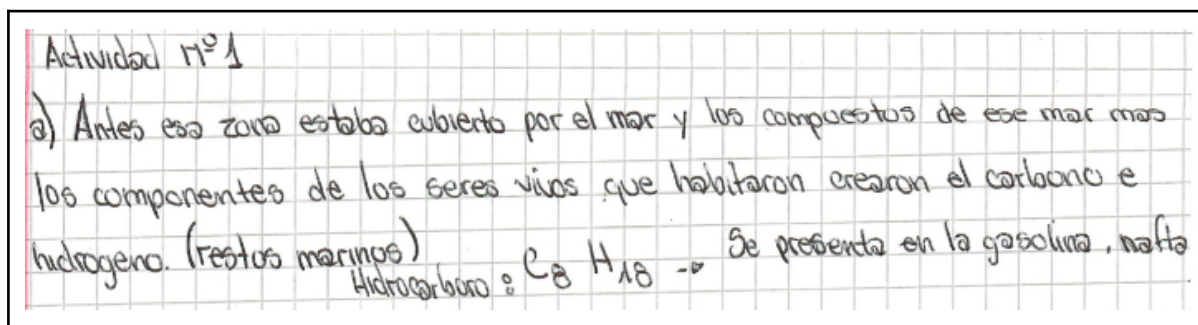 Actividad nº1
a) Antes esa zona estaba cubierto por el mar y los compuestos de ese mar mas
los componentes de los seres vivos que habitaron crearon el carbono e
hidrogeno. (restos marinos)
Hidrocarburo : C8 H18 → Se presenta en la gasolina, nafta